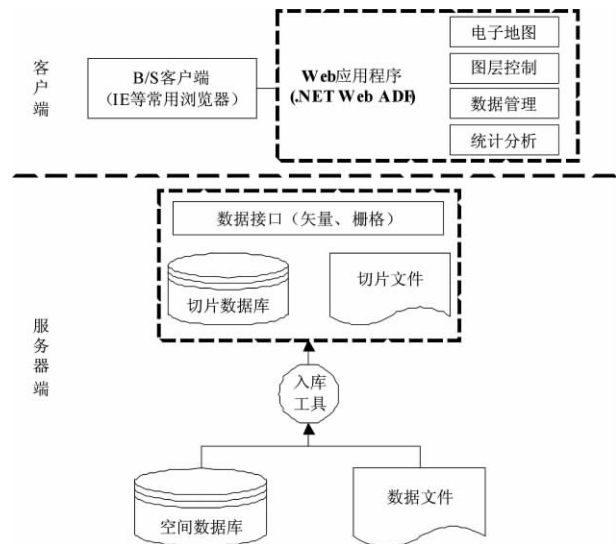 客户端
B/S客户端
（IE等常用浏览器）
Web应用程序
(.NET Web ADF)
电子地图
图层控制
数据管理
统计分析
服务器端
数据接口（矢量、栅格）
切片数据库
切片文件
入库
工具
空间数据库
数据文件